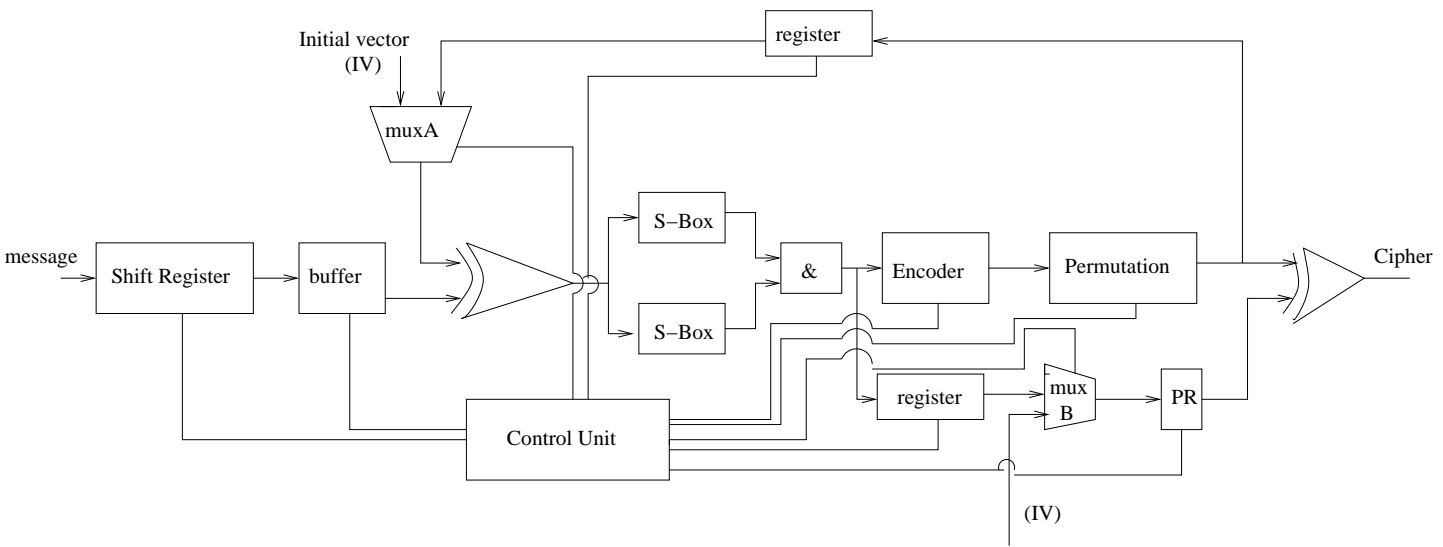 register
Initial vector
(IV)
muxA
S-Box
message
Shift Register
buffer
&
Encoder
Permutation
Cipher
S-Box
register
mux
B
PR
Control Unit
(IV)